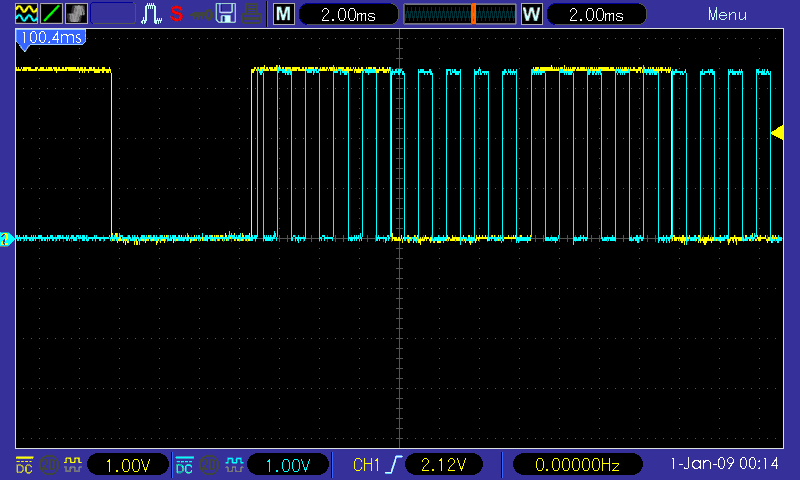 S M 2.00ms W 2.00ms Menu
100.4ms
DC 1.00V DC 1.00V CH1 2.12V 0.00000Hz 1-Jan-09 00:14